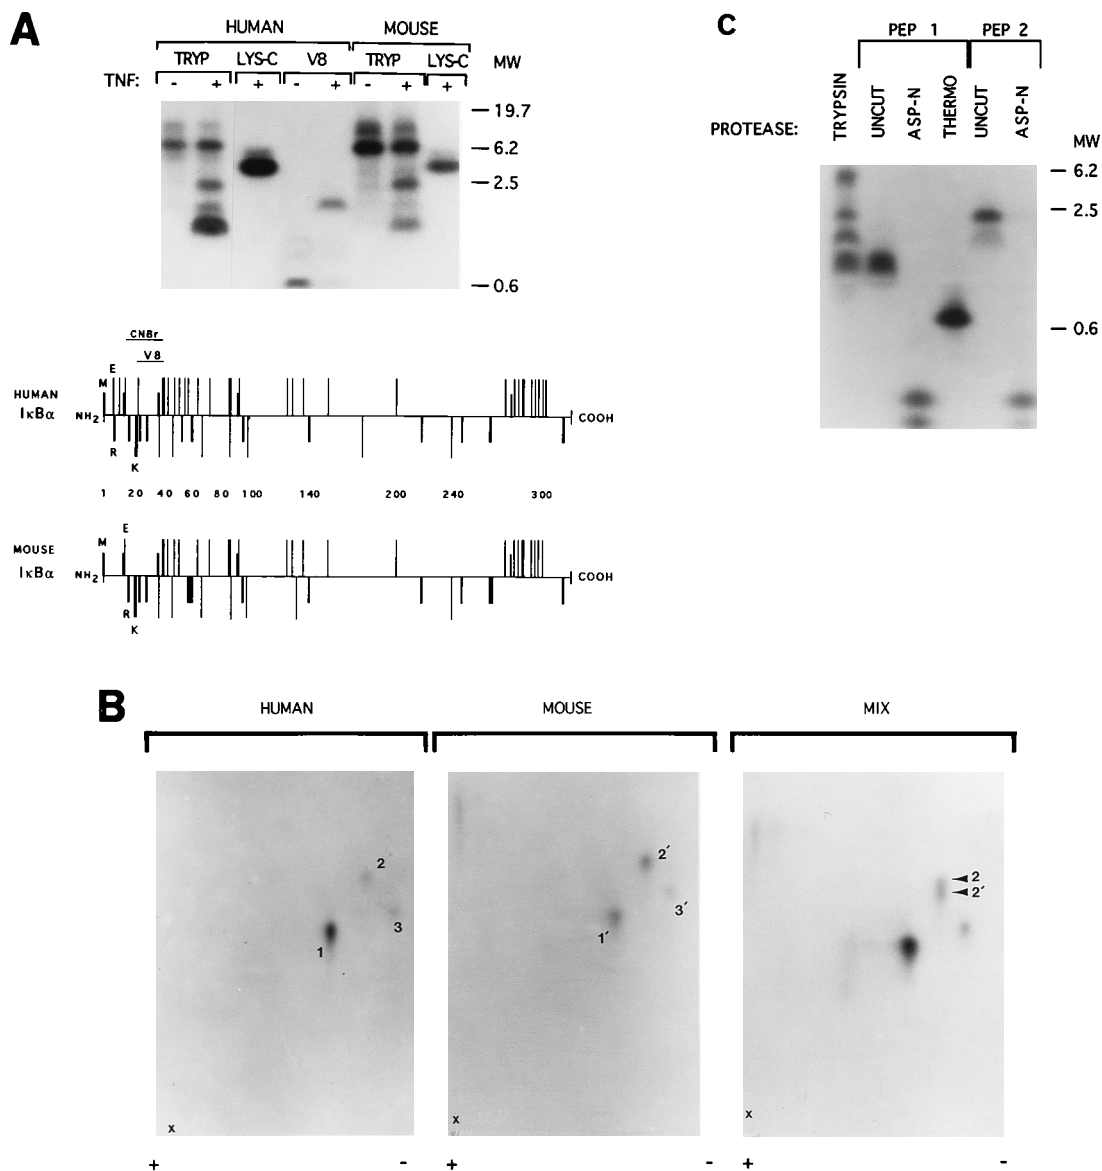 A
HUMAN MOUSE
TRYP LYS-C V8 TRYP LYS-C MW
TNF: - + + - + - + +
19.7
6.2
2.5
0.6
CNBr
V8
E
M
HUMAN
IκBα NH2 COOH
R
K
1 20 40 60 80 100 140 200 240 300
E
M
MOUSE
IκBα NH2 COOH
R
K
C
PEP 1 PEP 2
PROTEASE: TRYPSIN UNCUT ASP-N THERMO UNCUT ASP-N
MW
6.2
2.5
0.6
B
HUMAN MOUSE MIX
2
3
1
2′
3′
1′
2
2′
x x x
+ - + - + -